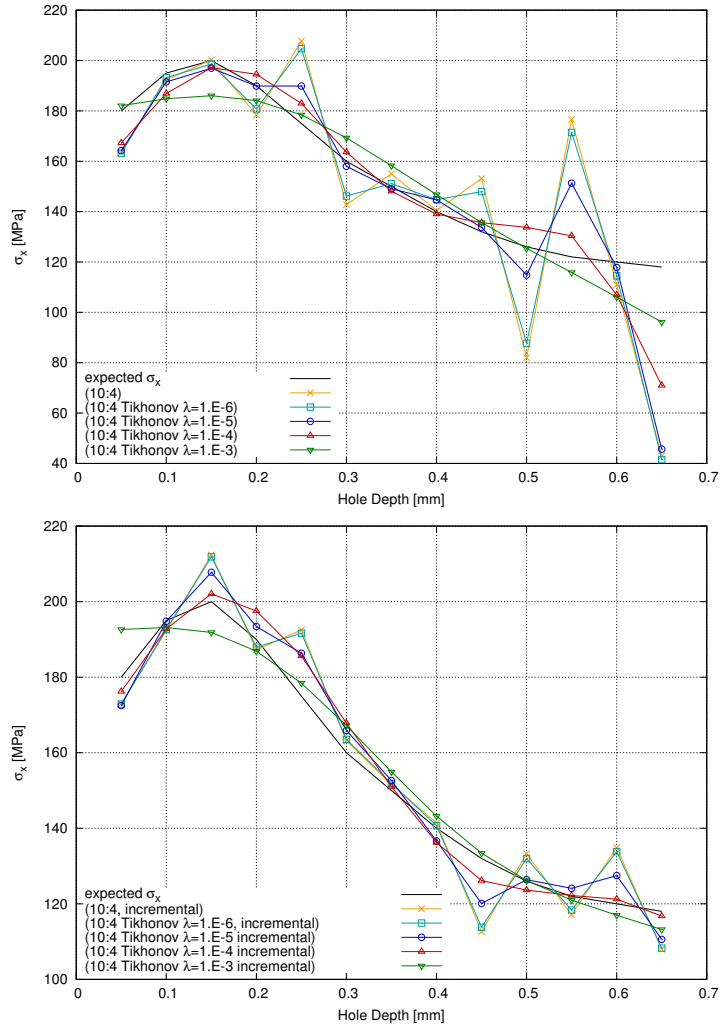 220
200
180
160
140
120
100
80
60
40
σx [MPa]
expected σx
(10:4)
(10:4 Tikhonov λ=1.E-6)
(10:4 Tikhonov λ=1.E-5)
(10:4 Tikhonov λ=1.E-4)
(10:4 Tikhonov λ=1.E-3)
0 0.1 0.2 0.3 0.4 0.5 0.6 0.7
Hole Depth [mm]
220
200
180
160
140
120
100
σx [MPa]
expected σx
(10:4, incremental)
(10:4 Tikhonov λ=1.E-6, incremental)
(10:4 Tikhonov λ=1.E-5 incremental)
(10:4 Tikhonov λ=1.E-4 incremental)
(10:4 Tikhonov λ=1.E-3 incremental)
0 0.1 0.2 0.3 0.4 0.5 0.6 0.7
Hole Depth [mm]